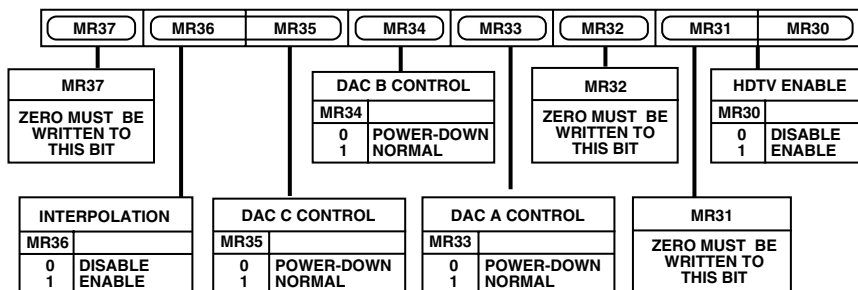 MR37 MR36 MR35 MR34 MR33 MR32 MR31 MR30
MR37
ZERO MUST BE
WRITTEN TO
THIS BIT
DAC B CONTROL
MR34
0 POWER-DOWN
1 NORMAL
MR32
ZERO MUST BE
WRITTEN TO
THIS BIT
HDTV ENABLE
MR30
0 DISABLE
1 ENABLE
INTERPOLATION
MR36
0 DISABLE
1 ENABLE
DAC C CONTROL
MR35
0 POWER-DOWN
1 NORMAL
DAC A CONTROL
MR33
0 POWER-DOWN
1 NORMAL
MR31
ZERO MUST BE
WRITTEN TO
THIS BIT